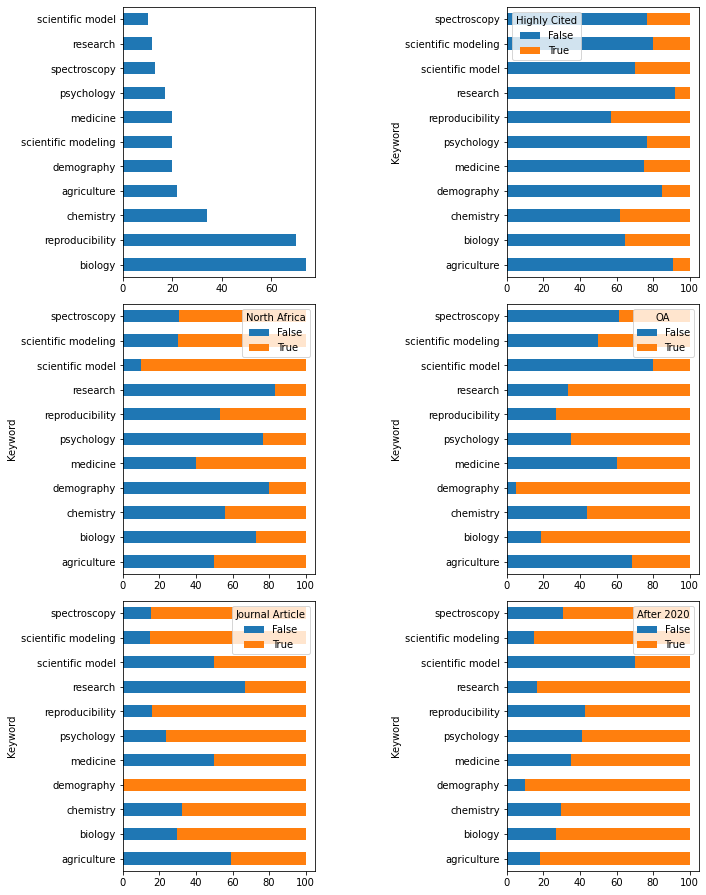 scientific model
research
spectroscopy
psychology
medicine
scientific modeling
demography
agriculture
chemistry
reproducibility
biology
0 20 40 60
Keyword
Highly Cited
False
True
spectroscopy
scientific modeling
scientific model
research
reproducibility
psychology
medicine
demography
chemistry
biology
agriculture
0 20 40 60 80 100
Keyword
North Africa
False
True
spectroscopy
scientific modeling
scientific model
research
reproducibility
psychology
medicine
demography
chemistry
biology
agriculture
0 20 40 60 80 100
Keyword
OA
False
True
spectroscopy
scientific modeling
scientific model
research
reproducibility
psychology
medicine
demography
chemistry
biology
agriculture
0 20 40 60 80 100
Keyword
Journal Article
False
True
spectroscopy
scientific modeling
scientific model
research
reproducibility
psychology
medicine
demography
chemistry
biology
agriculture
0 20 40 60 80 100
Keyword
After 2020
False
True
spectroscopy
scientific modeling
scientific model
research
reproducibility
psychology
medicine
demography
chemistry
biology
agriculture
0 20 40 60 80 100